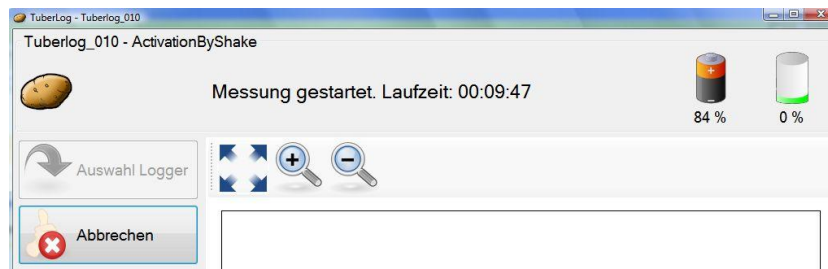 TuberLog - Tuberlog_010
Tuberlog_010 - ActivationByShake
Messung gestartet. Laufzeit: 00:09:47
84 %
0 %
Auswahl Logger
Abbrechen